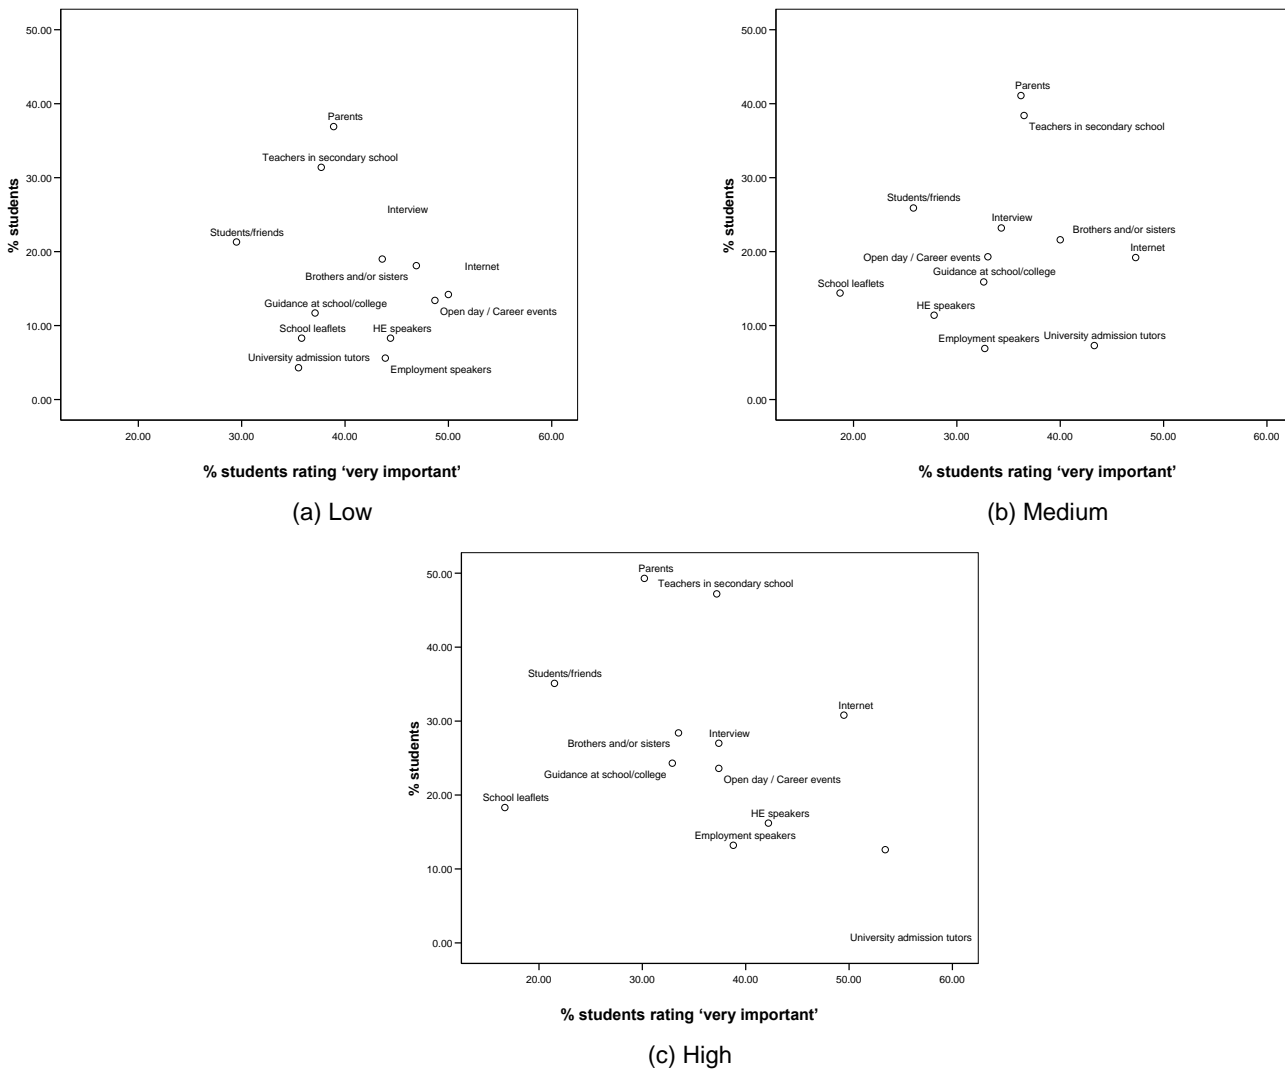 50.00
40.00
30.00
20.00
10.00
0.00
% students
Parents
Teachers in secondary school
Interview
Students/friends
Internet
Brothers and/or sisters
Guidance at school/college
Open day / Career events
School leaflets
HE speakers
University admission tutors
Employment speakers
20.00 30.00 40.00 50.00 60.00
% students rating ‘very important’
(a) Low
50.00
40.00
30.00
20.00
10.00
0.00
% students
Parents
Teachers in secondary school
Students/friends
Interview
Brothers and/or sisters
Internet
Open day / Career events
Guidance at school/college
School leaflets
HE speakers
Employment speakers
University admission tutors
20.00 30.00 40.00 50.00 60.00
% students rating ‘very important’
(b) Medium
50.00
40.00
30.00
20.00
10.00
0.00
% students
Parents
Teachers in secondary school
Students/friends
Internet
Interview
Brothers and/or sisters
Guidance at school/college
Open day / Career events
School leaflets
HE speakers
Employment speakers
University admission tutors
20.00 30.00 40.00 50.00 60.00
% students rating ‘very important’
(c) High